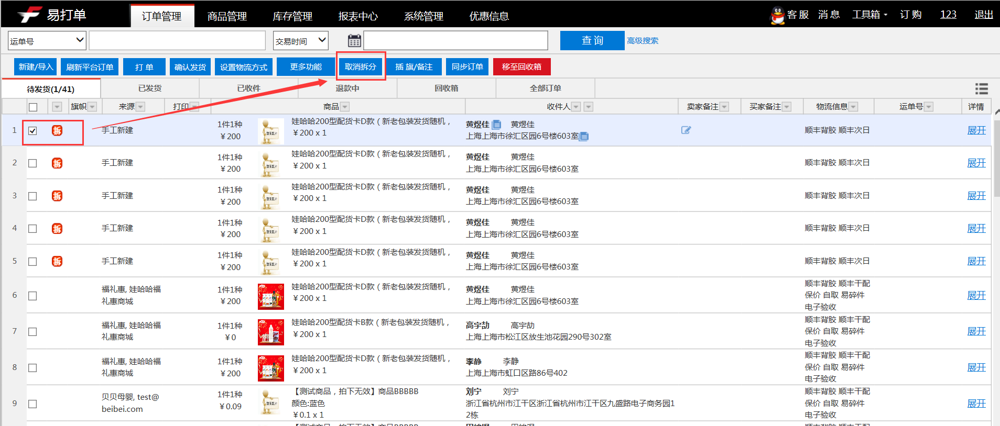 易打单 订单管理 商品管理 库存管理 报表中心 系统管理 优惠信息 客 服 消 息 工具箱 订 购 123 退出
运单号 交易时间 查 询 高级搜索
新建/导入 刷新平台订单 打 单 确认发货 设置物流方式 更多功能 取消拆分 插 旗/备注 同步订单 移至回收箱
待发货(1/41) 已发货 已收件 退款中 回收箱 全部订单
旗帜 来源 打印 商品 收件人 卖家备注 买家备注 物流信息 运单号 详情
1 拆 手工新建 1件1种 娃哈哈200型配货卡D款（新老包装发货随机， 黄煜佳 黄煜佳 顺丰背胶 顺丰次日 展开
￥200 ￥200 x 1 上海上海市徐汇区园6号楼603室
2 拆 手工新建 1件1种 娃哈哈200型配货卡D款（新老包装发货随机， 黄煜佳 黄煜佳 顺丰背胶 顺丰次日 展开
￥200 ￥200 x 1 上海上海市徐汇区园6号楼603室
3 拆 手工新建 1件1种 娃哈哈200型配货卡D款（新老包装发货随机， 黄煜佳 黄煜佳 顺丰背胶 顺丰次日 展开
￥200 ￥200 x 1 上海上海市徐汇区园6号楼603室
4 拆 手工新建 1件1种 娃哈哈200型配货卡D款（新老包装发货随机， 黄煜佳 黄煜佳 顺丰背胶 顺丰次日 展开
￥200 ￥200 x 1 上海上海市徐汇区园6号楼603室
5 拆 手工新建 1件1种 娃哈哈200型配货卡D款（新老包装发货随机， 黄煜佳 黄煜佳 顺丰背胶 顺丰次日 展开
￥200 ￥200 x 1 上海上海市徐汇区园6号楼603室
6 福礼惠, 娃哈哈福 1件1种 娃哈哈200型配货卡D款（新老包装发货随机， 黄煜佳 黄煜佳 顺丰背胶 顺丰干配 展开
礼惠商城 ￥200 ￥200 x 1 上海上海市徐汇区园6号楼603室 保价 自取 易碎件
电子验收
7 福礼惠, 娃哈哈福 1件1种 娃哈哈200型配货卡B款（新老包装发货随机， 高宇劼 高宇劼 顺丰背胶 顺丰干配 展开
礼惠商城 ￥0 ￥200 x 1 上海上海市松江区放生池花园290号302室 保价 自取 易碎件
电子验收
8 福礼惠, 娃哈哈福 1件1种 娃哈哈200型配货卡D款（新老包装发货随机， 李静 李静 顺丰背胶 顺丰干配 展开
礼惠商城 ￥200 ￥200 x 1 上海上海市虹口区路86号402 保价 自取 易碎件
电子验收
9 贝贝母婴, test@ 1件1种 【测试商品，拍下无效】商品BBBBB 刘宁 刘宁 顺丰背胶 顺丰干配 展开
beibei.com ￥0.09 颜色:蓝色 浙江省杭州市江干区浙江省杭州市江干区九盛路电子商务园1 保价 自取 易碎件
￥0.1 x 1 2栋 电子验收